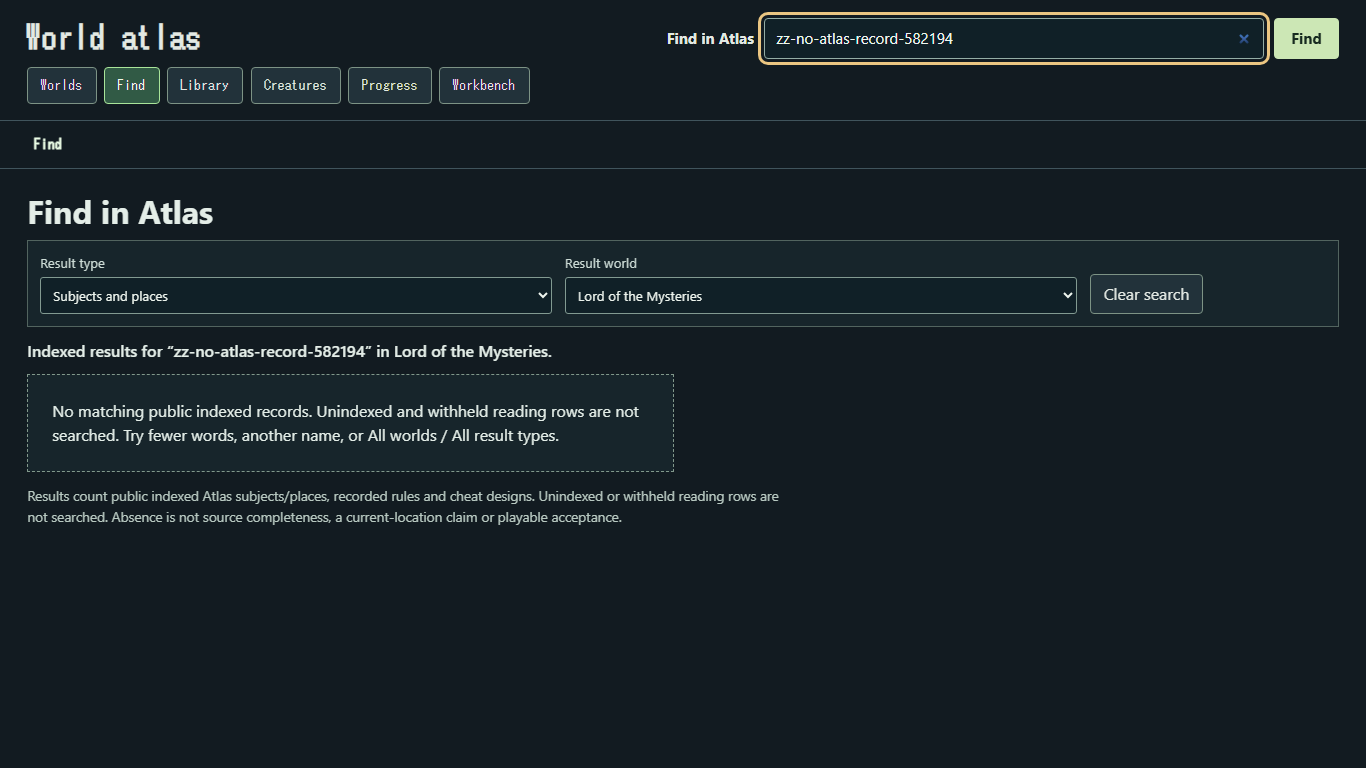 World atlas
Find in Atlas
zz-no-atlas-record-582194
Find
Worlds
Find
Library
Creatures
Progress
Workbench
Find
Find in Atlas
Result type
Result world
Subjects and places
Lord of the Mysteries
Clear search
Indexed results for “zz-no-atlas-record-582194” in Lord of the Mysteries.
No matching public indexed records. Unindexed and withheld reading rows are not
searched. Try fewer words, another name, or All worlds / All result types.
Results count public indexed Atlas subjects/places, recorded rules and cheat designs. Unindexed or withheld reading rows are
not searched. Absence is not source completeness, a current-location claim or playable acceptance.